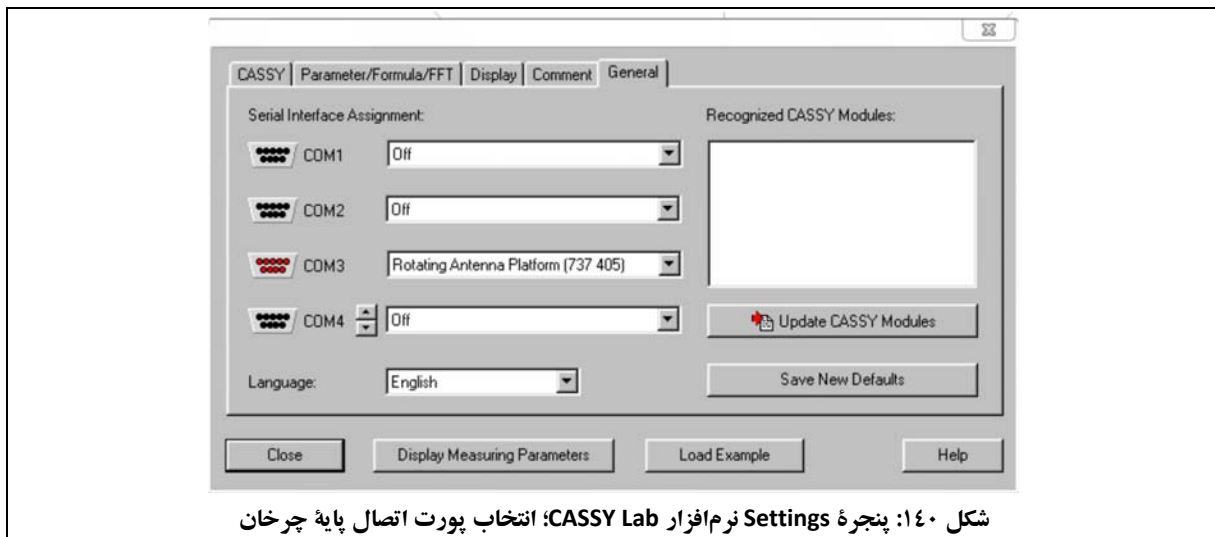 CASSY Parameter/Formula/FFT Display Comment General
Serial Interface Assignment: Recognized CASSY Modules:
COM1 Off
COM2 Off
COM3 Rotating Antenna Platform (737 405)
COM4 Off
Update CASSY Modules
Language: English Save New Defaults
Close Display Measuring Parameters Load Example Help
شکل ۱۴۰: پنجرهٔ Settings نرم‌افزار CASSY Lab؛ انتخاب پورت اتصال پایهٔ چرخان